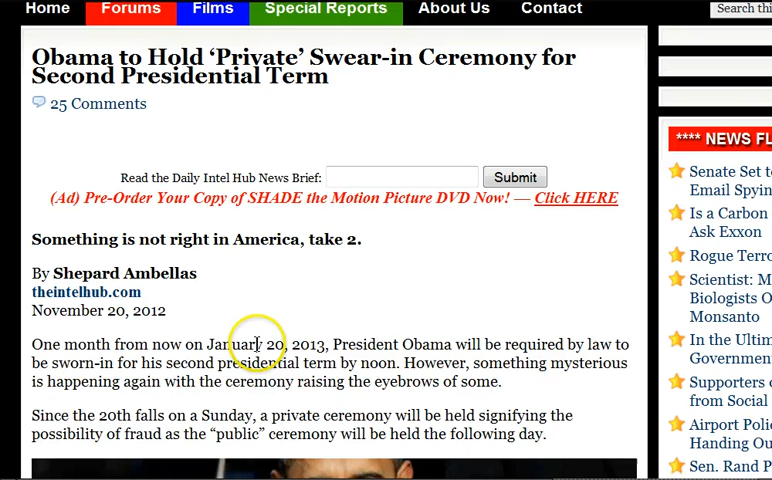 Home Forums Films Special Reports About Us Contact Search this
Obama to Hold ‘Private’ Swear-in Ceremony for
Second Presidential Term
25 Comments
Read the Daily Intel Hub News Brief: Submit
(Ad) Pre-Order Your Copy of SHADE the Motion Picture DVD Now! — Click HERE
Something is not right in America, take 2.
By Shepard Ambellas
theintelhub.com
November 20, 2012
One month from now on January 20, 2013, President Obama will be required by law to
be sworn-in for his second presidential term by noon. However, something mysterious
is happening again with the ceremony raising the eyebrows of some.
Since the 20th falls on a Sunday, a private ceremony will be held signifying the
possibility of fraud as the “public” ceremony will be held the following day.
**** NEWS FL
Senate Set to
Email Spyin
Is a Carbon
Ask Exxon
Rogue Terro
Scientist: M
Biologists O
Monsanto
In the Ultim
Government
Supporters o
from Social
Airport Polic
Handing Ou
Sen. Rand P